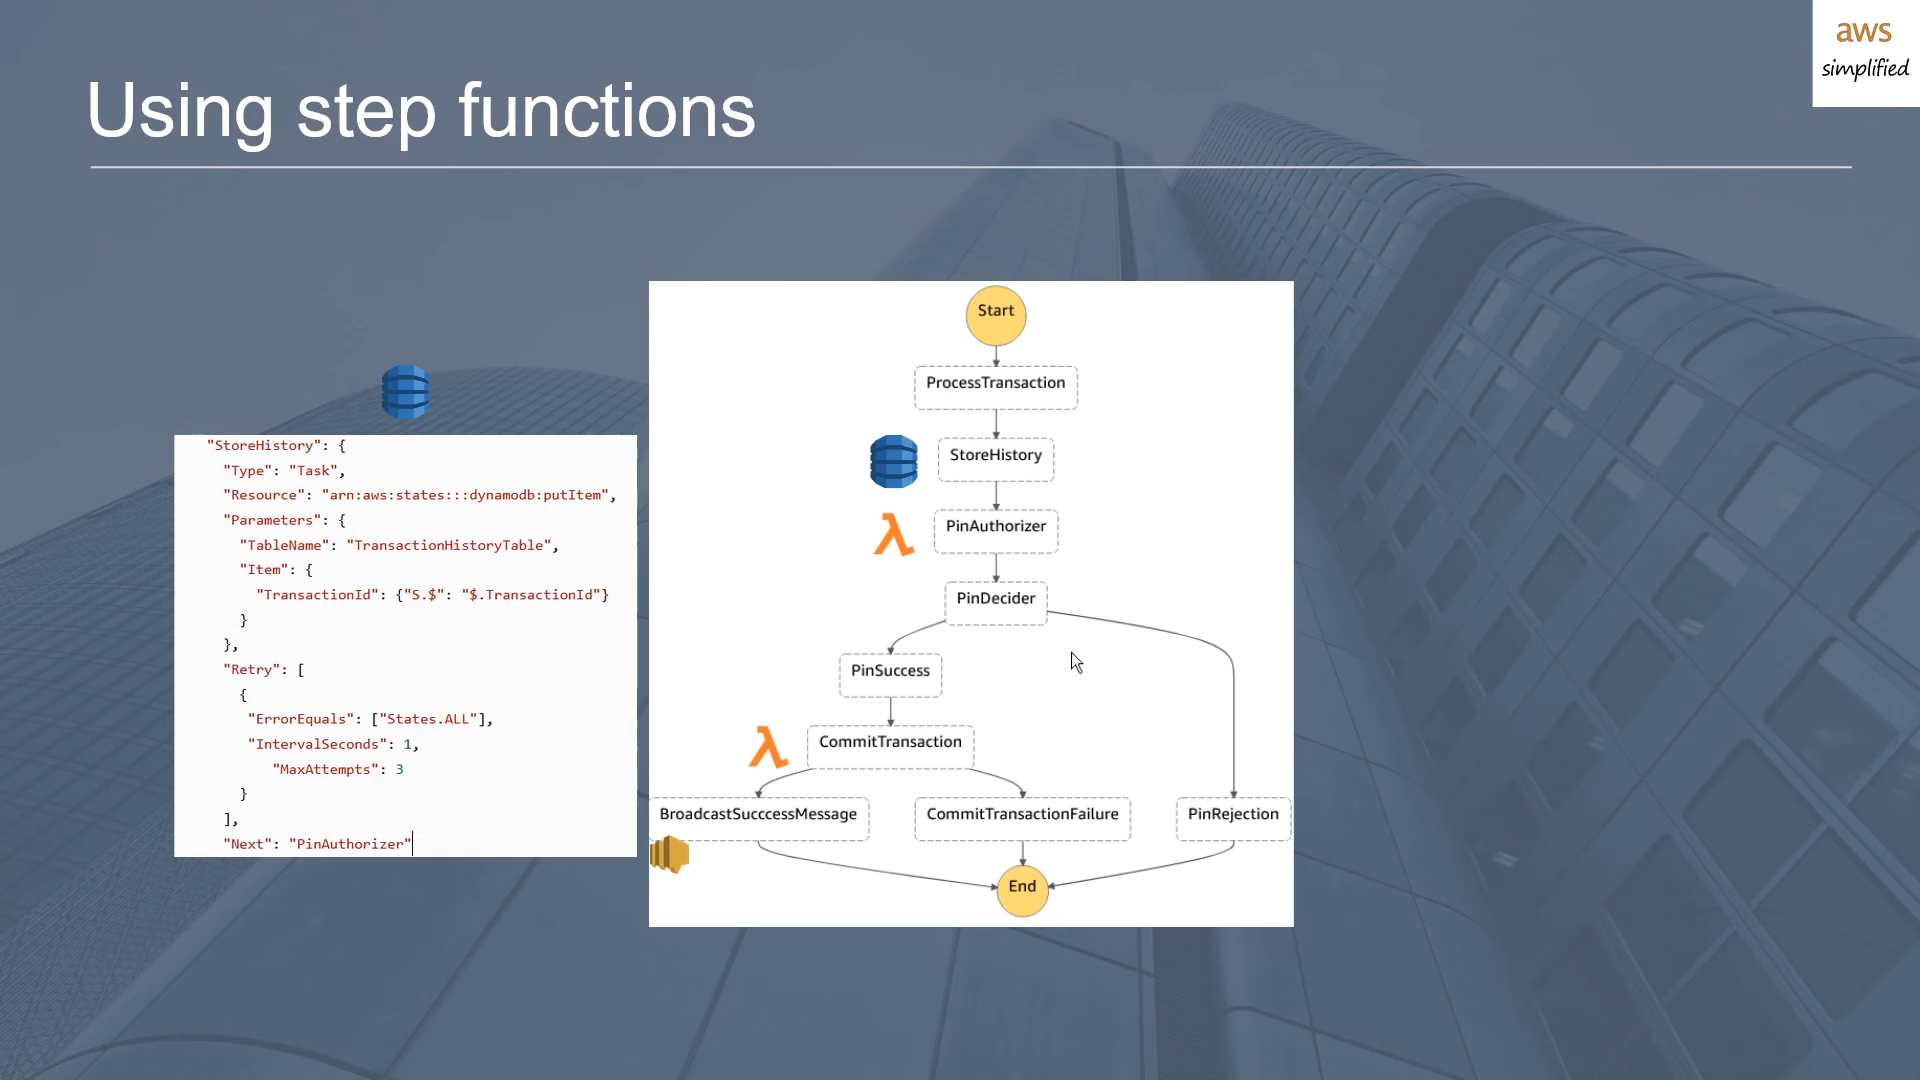 aws
simplified
Using step functions
"StoreHistory": {
"Type": "Task",
"Resource": "arn:aws:states:::dynamodb:putItem",
"Parameters": {
"TableName": "TransactionHistoryTable",
"Item": {
"TransactionId": {"S.$": "$.TransactionId"}
}
},
"Retry": [
{
"ErrorEquals": ["States.ALL"],
"IntervalSeconds": 1,
"MaxAttempts": 3
}
],
"Next": "PinAuthorizer"
Start
ProcessTransaction
StoreHistory
PinAuthorizer
PinDecider
PinSuccess
CommitTransaction
BroadcastSucccessMessage
CommitTransactionFailure
PinRejection
End